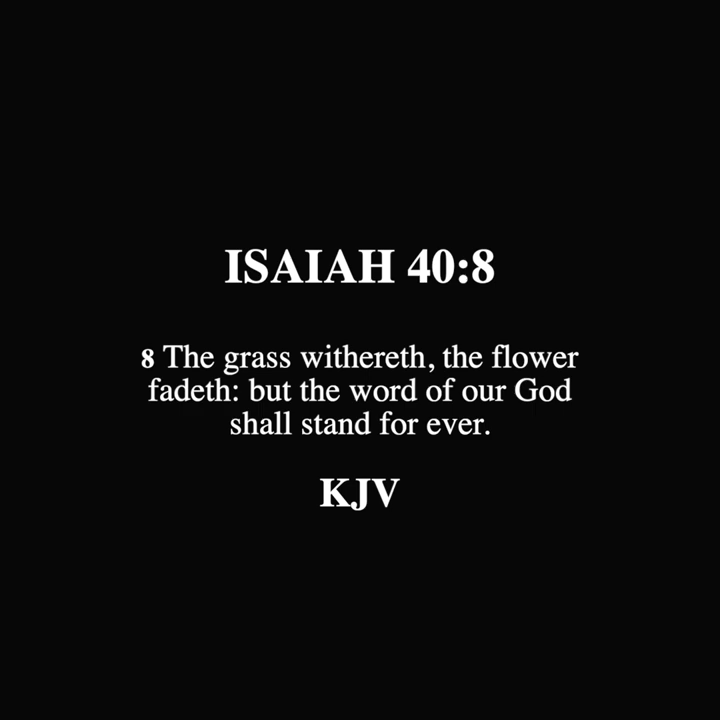 ISAIAH 40:8
8 The grass withereth, the flower
fadeth: but the word of our God
shall stand for ever.
KJV